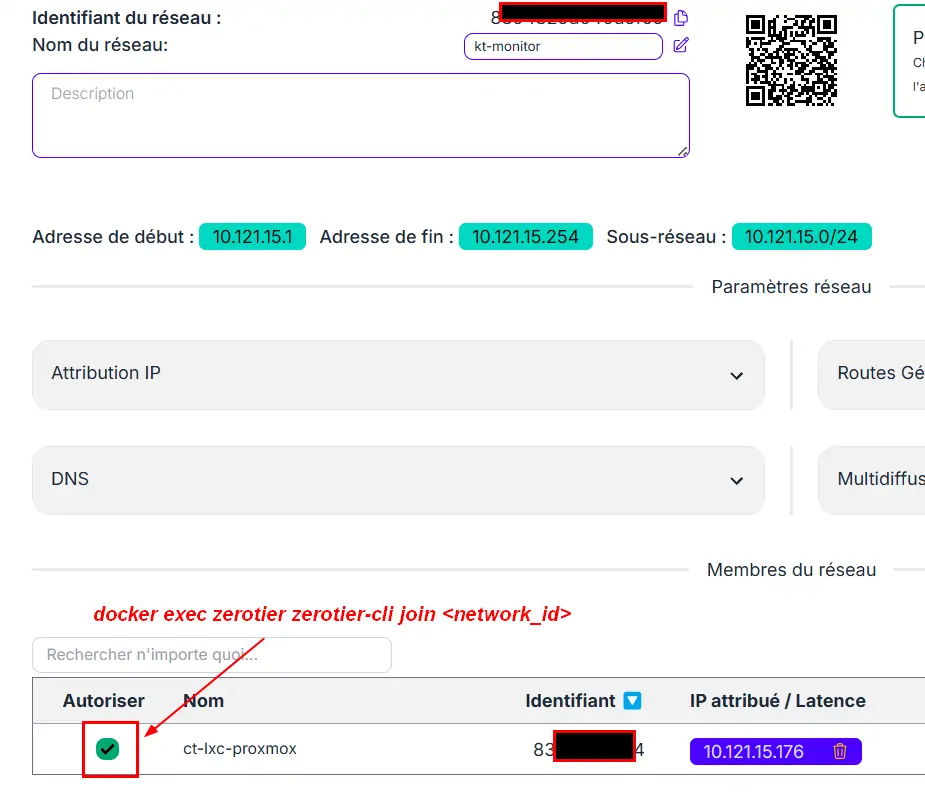 Identifiant du réseau :
Nom du réseau:
kt-monitor
Description
Adresse de début : 10.121.15.1 Adresse de fin : 10.121.15.254 Sous-réseau : 10.121.15.0/24
Paramètres réseau
Attribution IP
Routes Gé
DNS
Multidiffus
Membres du réseau
docker exec zerotier zerotier-cli join <network_id>
Rechercher n'importe quoi...
Autoriser Nom Identifiant IP attribué / Latence
ct-lxc-proxmox 83 4 10.121.15.176
P
Ch
l'a